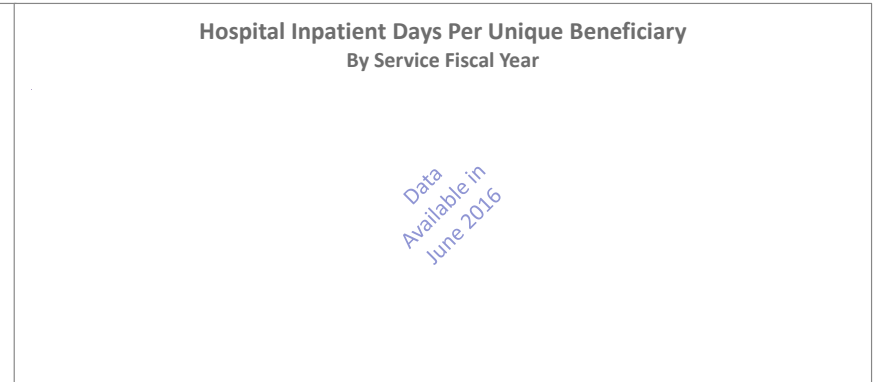 Hospital Inpatient Days Per Unique Beneficiary
By Service Fiscal Year
Data
Available in
June 2016